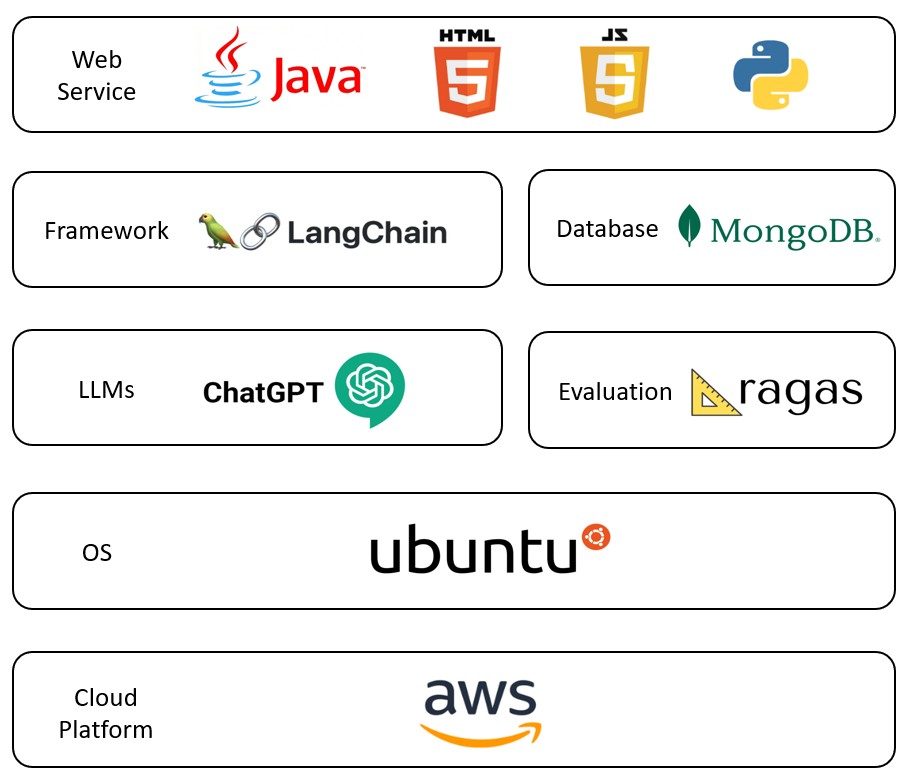 Web
Service
Java™
HTML
5
JS
5
Framework
LangChain
Database
MongoDB®
LLMs
ChatGPT
Evaluation
ragas
OS
ubuntu
Cloud
Platform
aws